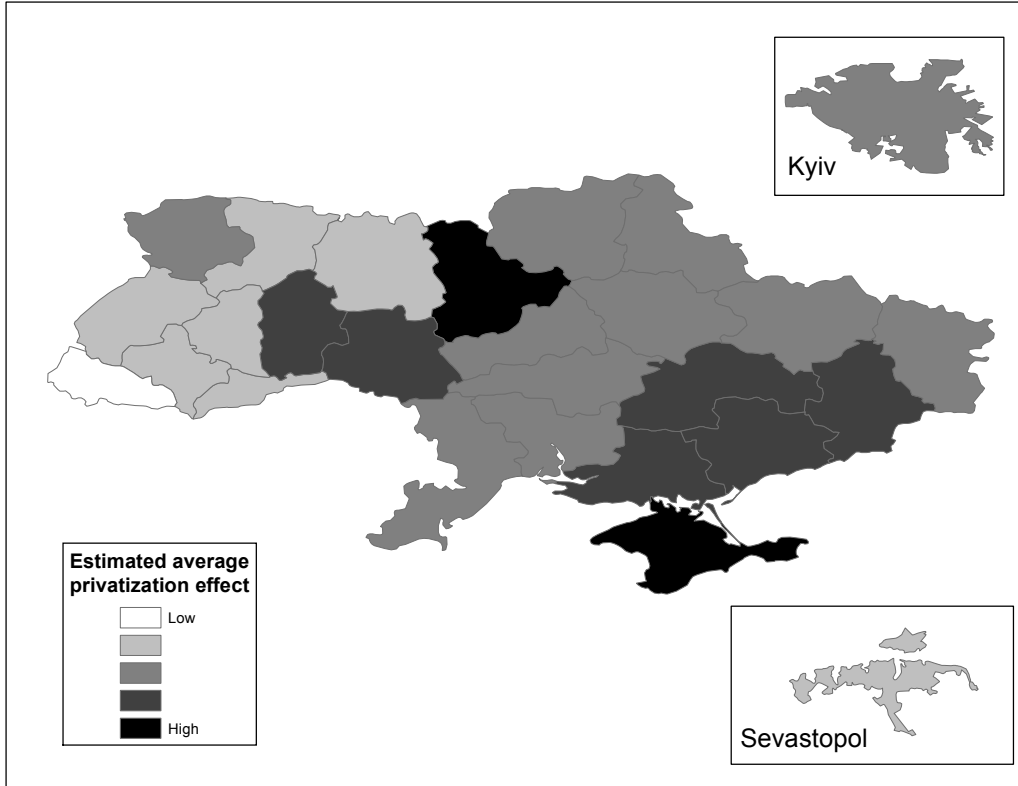 Kyiv
Estimated average
privatization effect
Low
High
Sevastopol